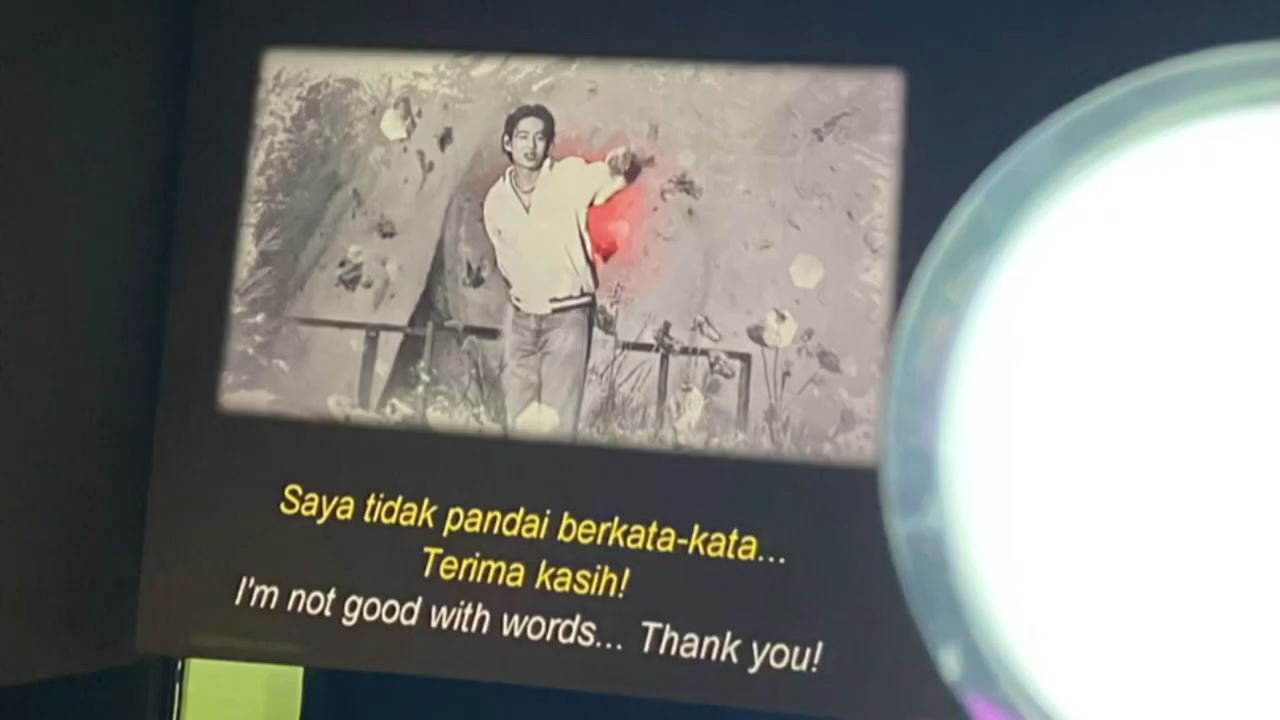 Saya tidak pandai berkata-kata...
Terima kasih!
I'm not good with words... Thank you!